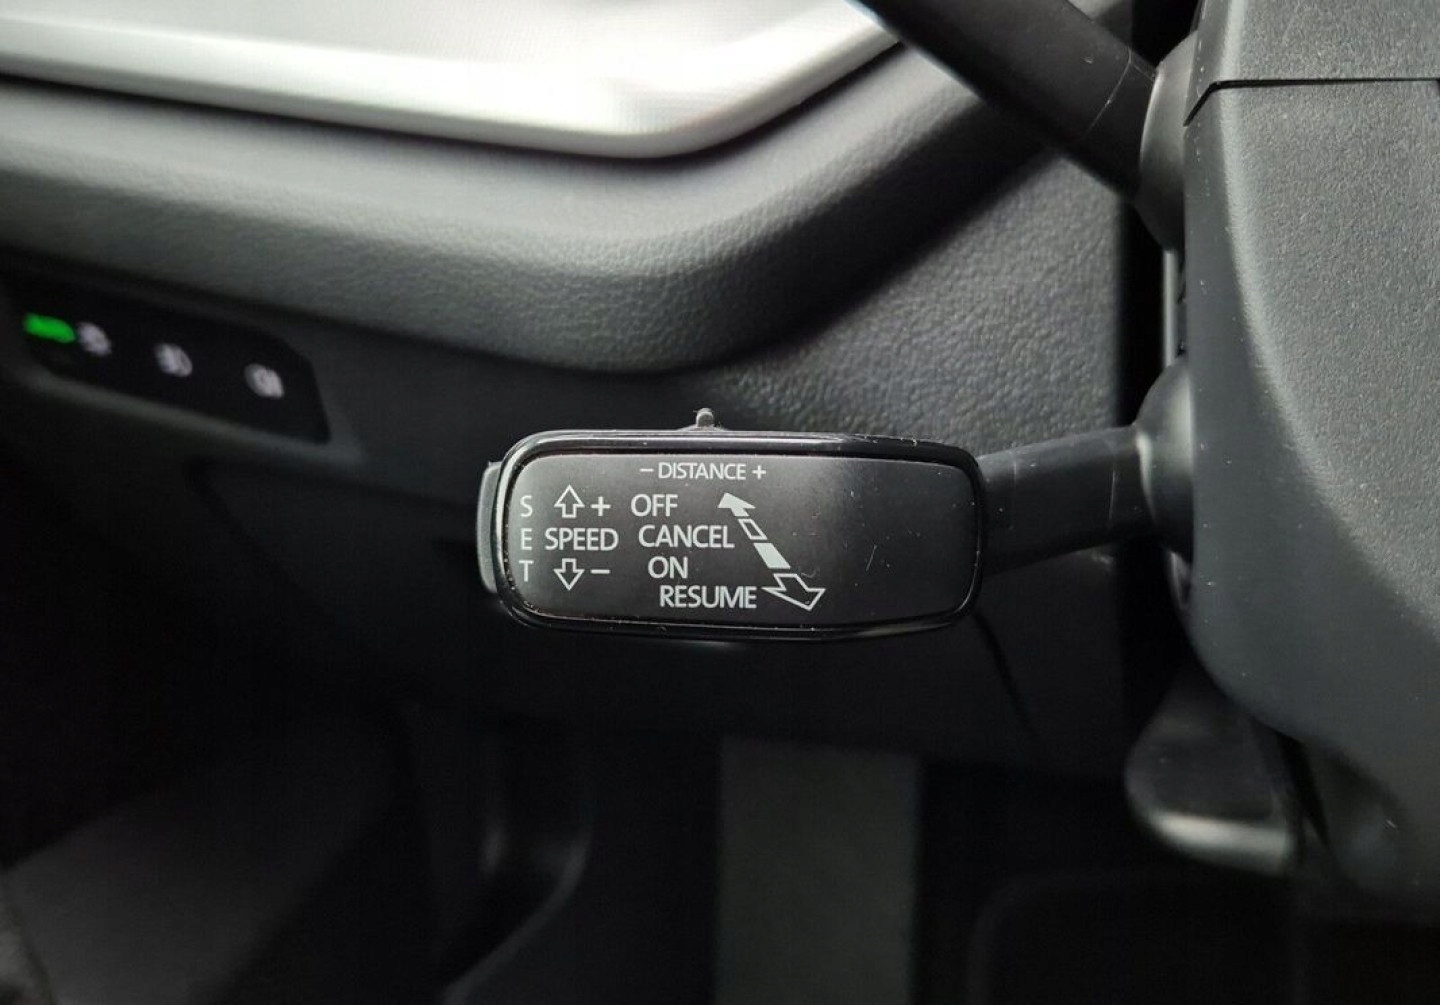 – DISTANCE +
S + OFF
E SPEED CANCEL
T – ON
RESUME